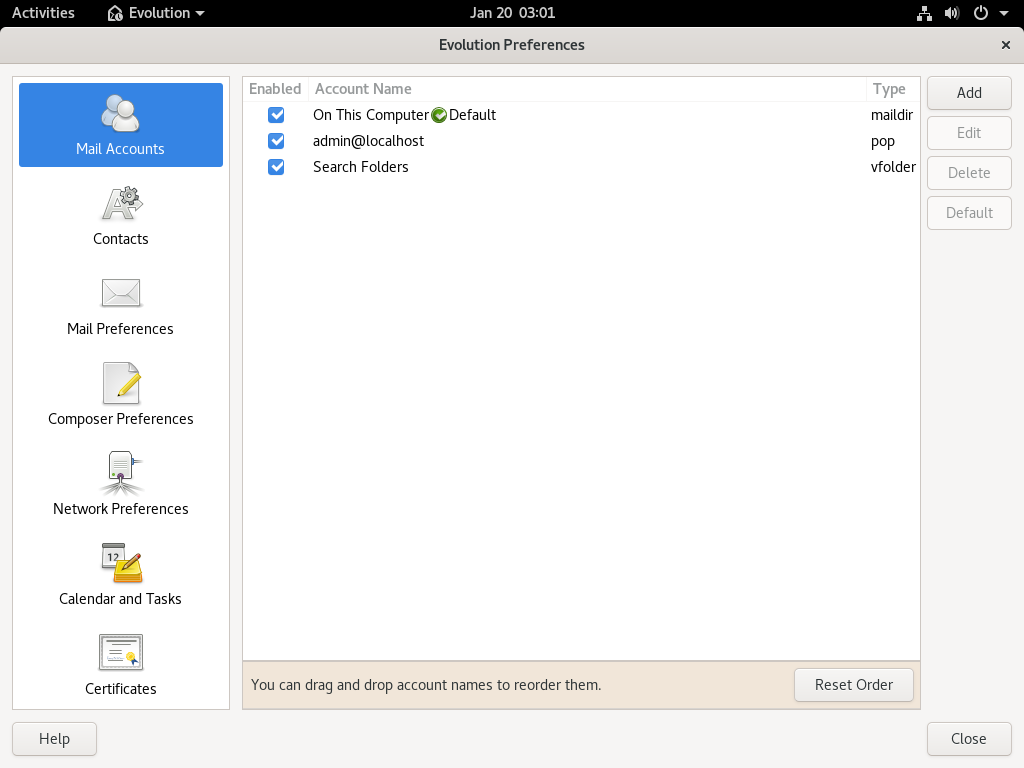 Activities Evolution Jan 20 03:01
Evolution Preferences
Mail Accounts
Contacts
Mail Preferences
Composer Preferences
Network Preferences
12
Calendar and Tasks
Certificates
Enabled Account Name Type
On This Computer Default maildir
admin@localhost pop
Search Folders vfolder
You can drag and drop account names to reorder them. Reset Order
Add
Edit
Delete
Default
Help
Close